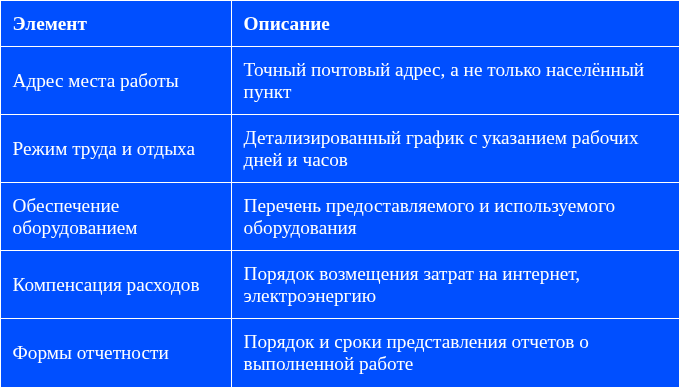 Элемент
Описание
Адрес места работы
Точный почтовый адрес, а не только населённый
пункт
Режим труда и отдыха
Детализированный график с указанием рабочих
дней и часов
Обеспечение
оборудованием
Перечень предоставляемого и используемого
оборудования
Компенсация расходов
Порядок возмещения затрат на интернет,
электроэнергию
Формы отчетности
Порядок и сроки представления отчетов о
выполненной работе